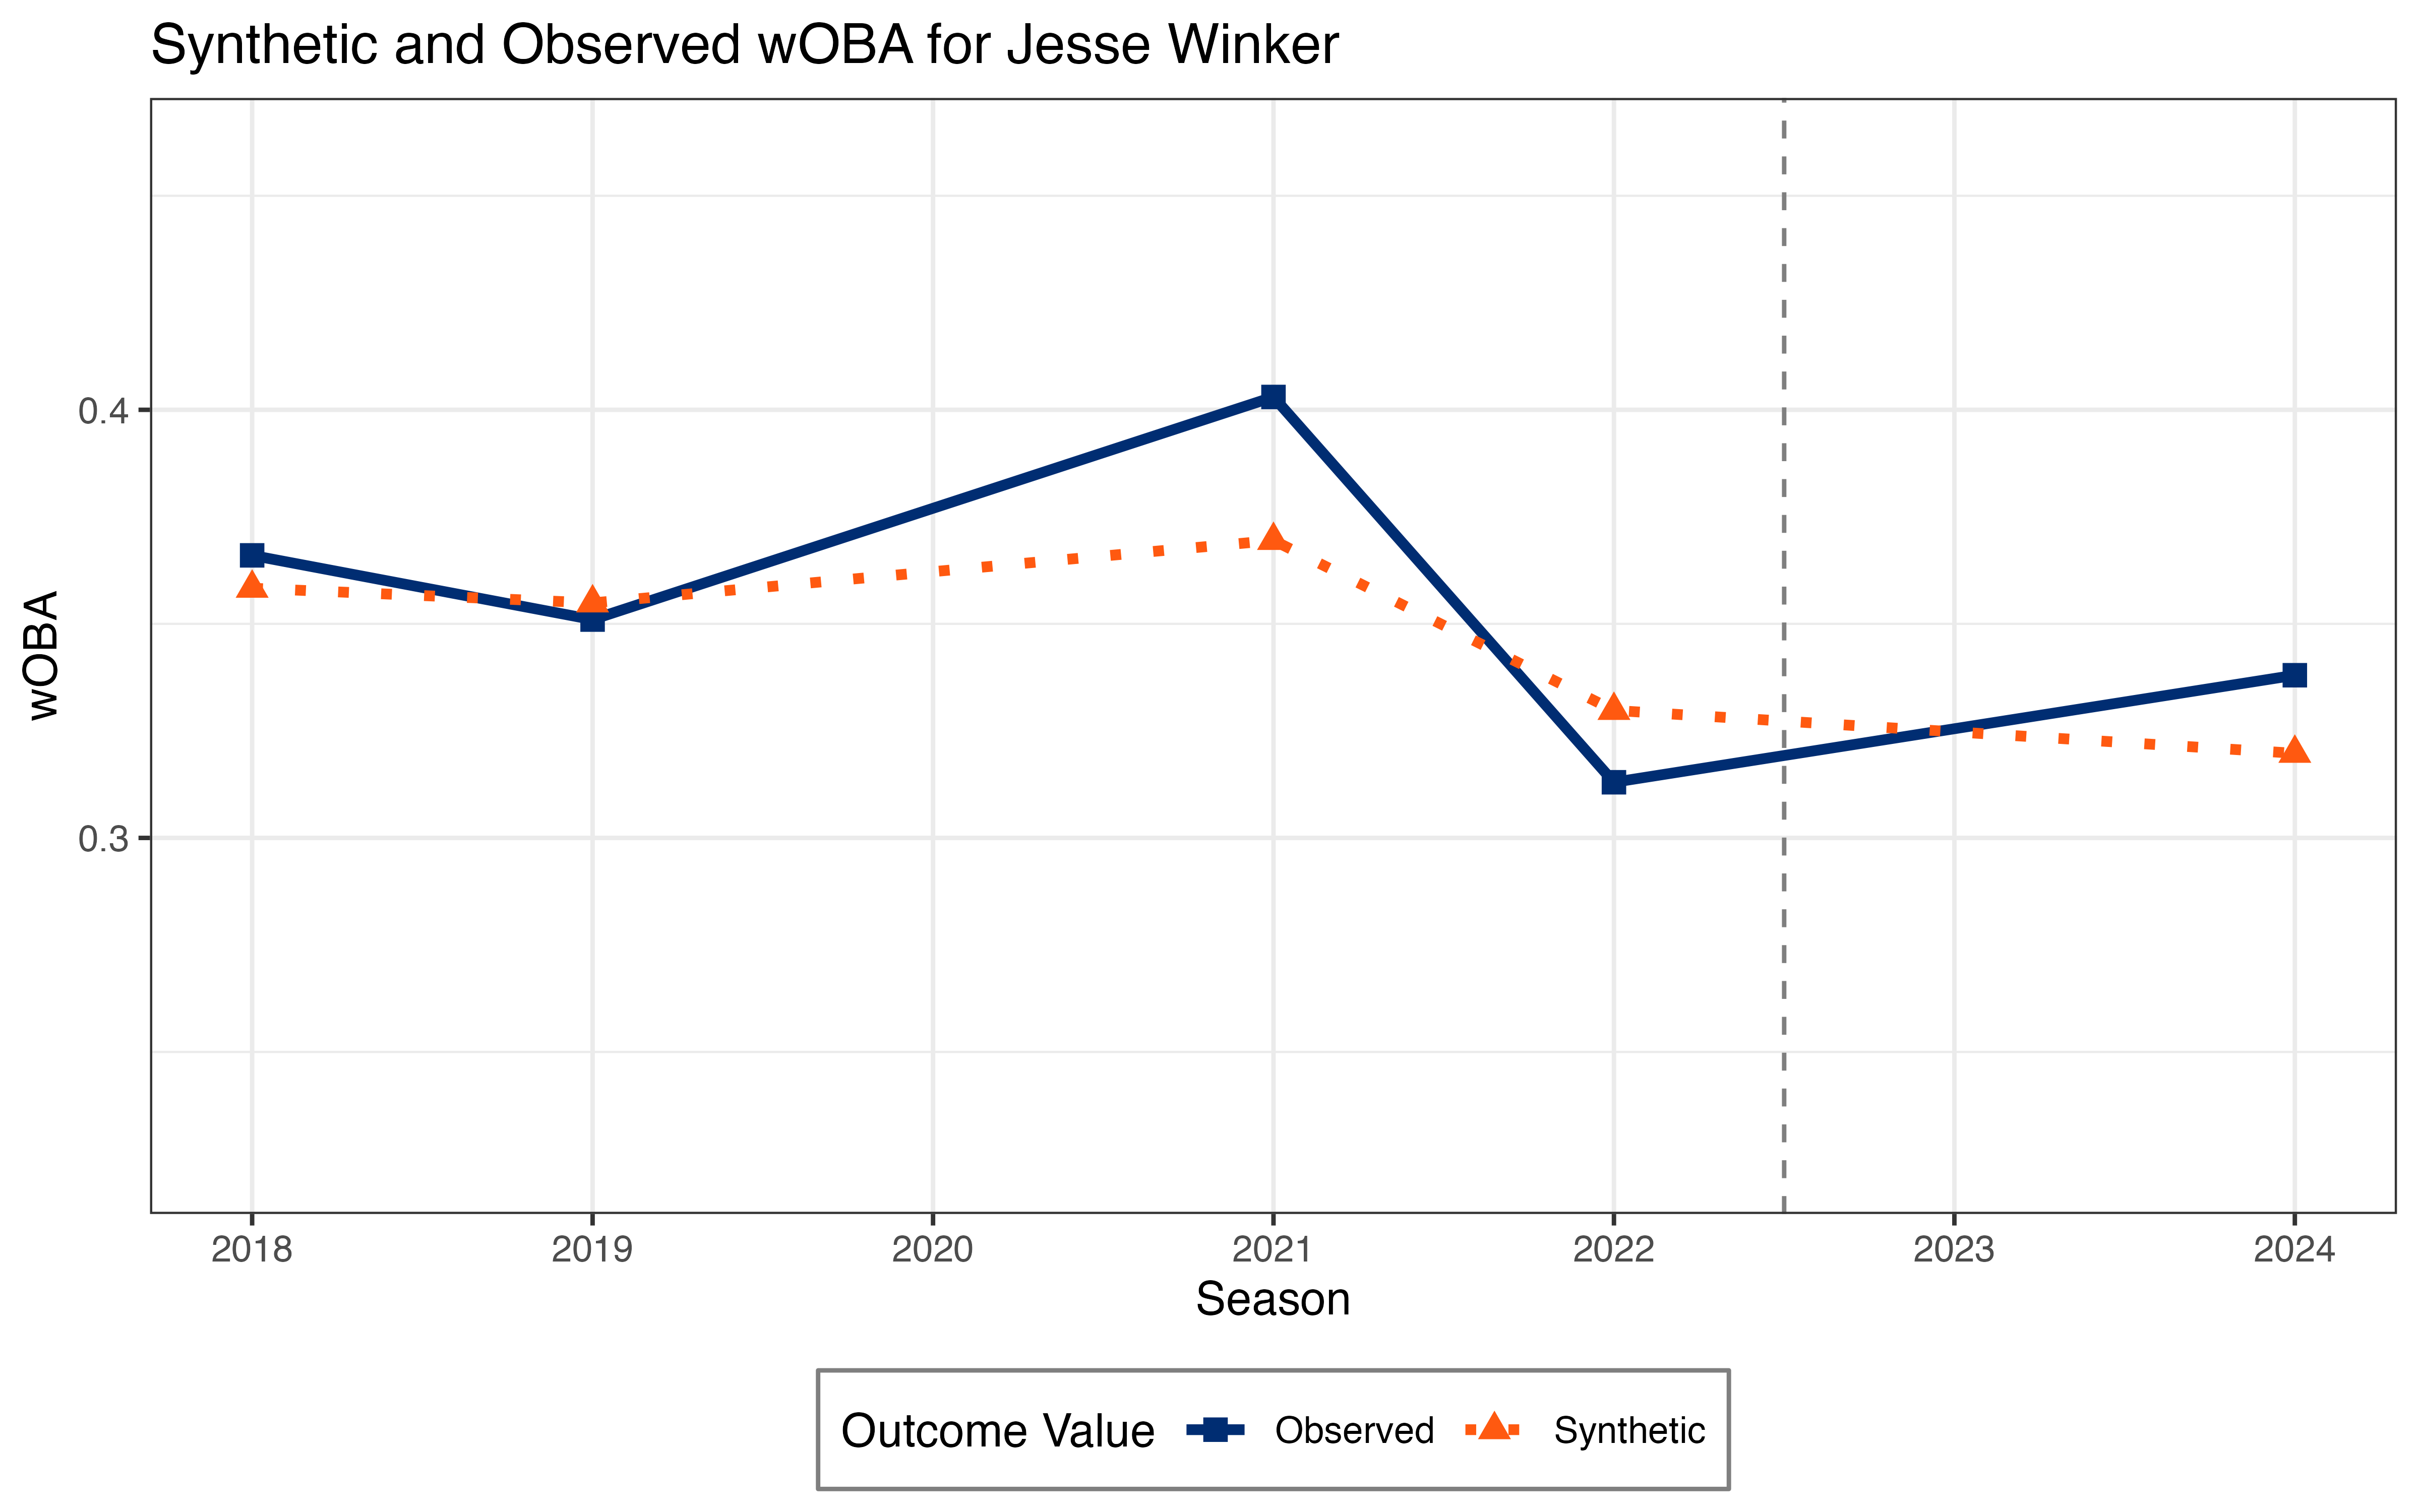 Synthetic and Observed wOBA for Jesse Winker
wOBA
0.4
0.3
2018 2019 2020 2021 2022 2023 2024
Season
Outcome Value Observed Synthetic